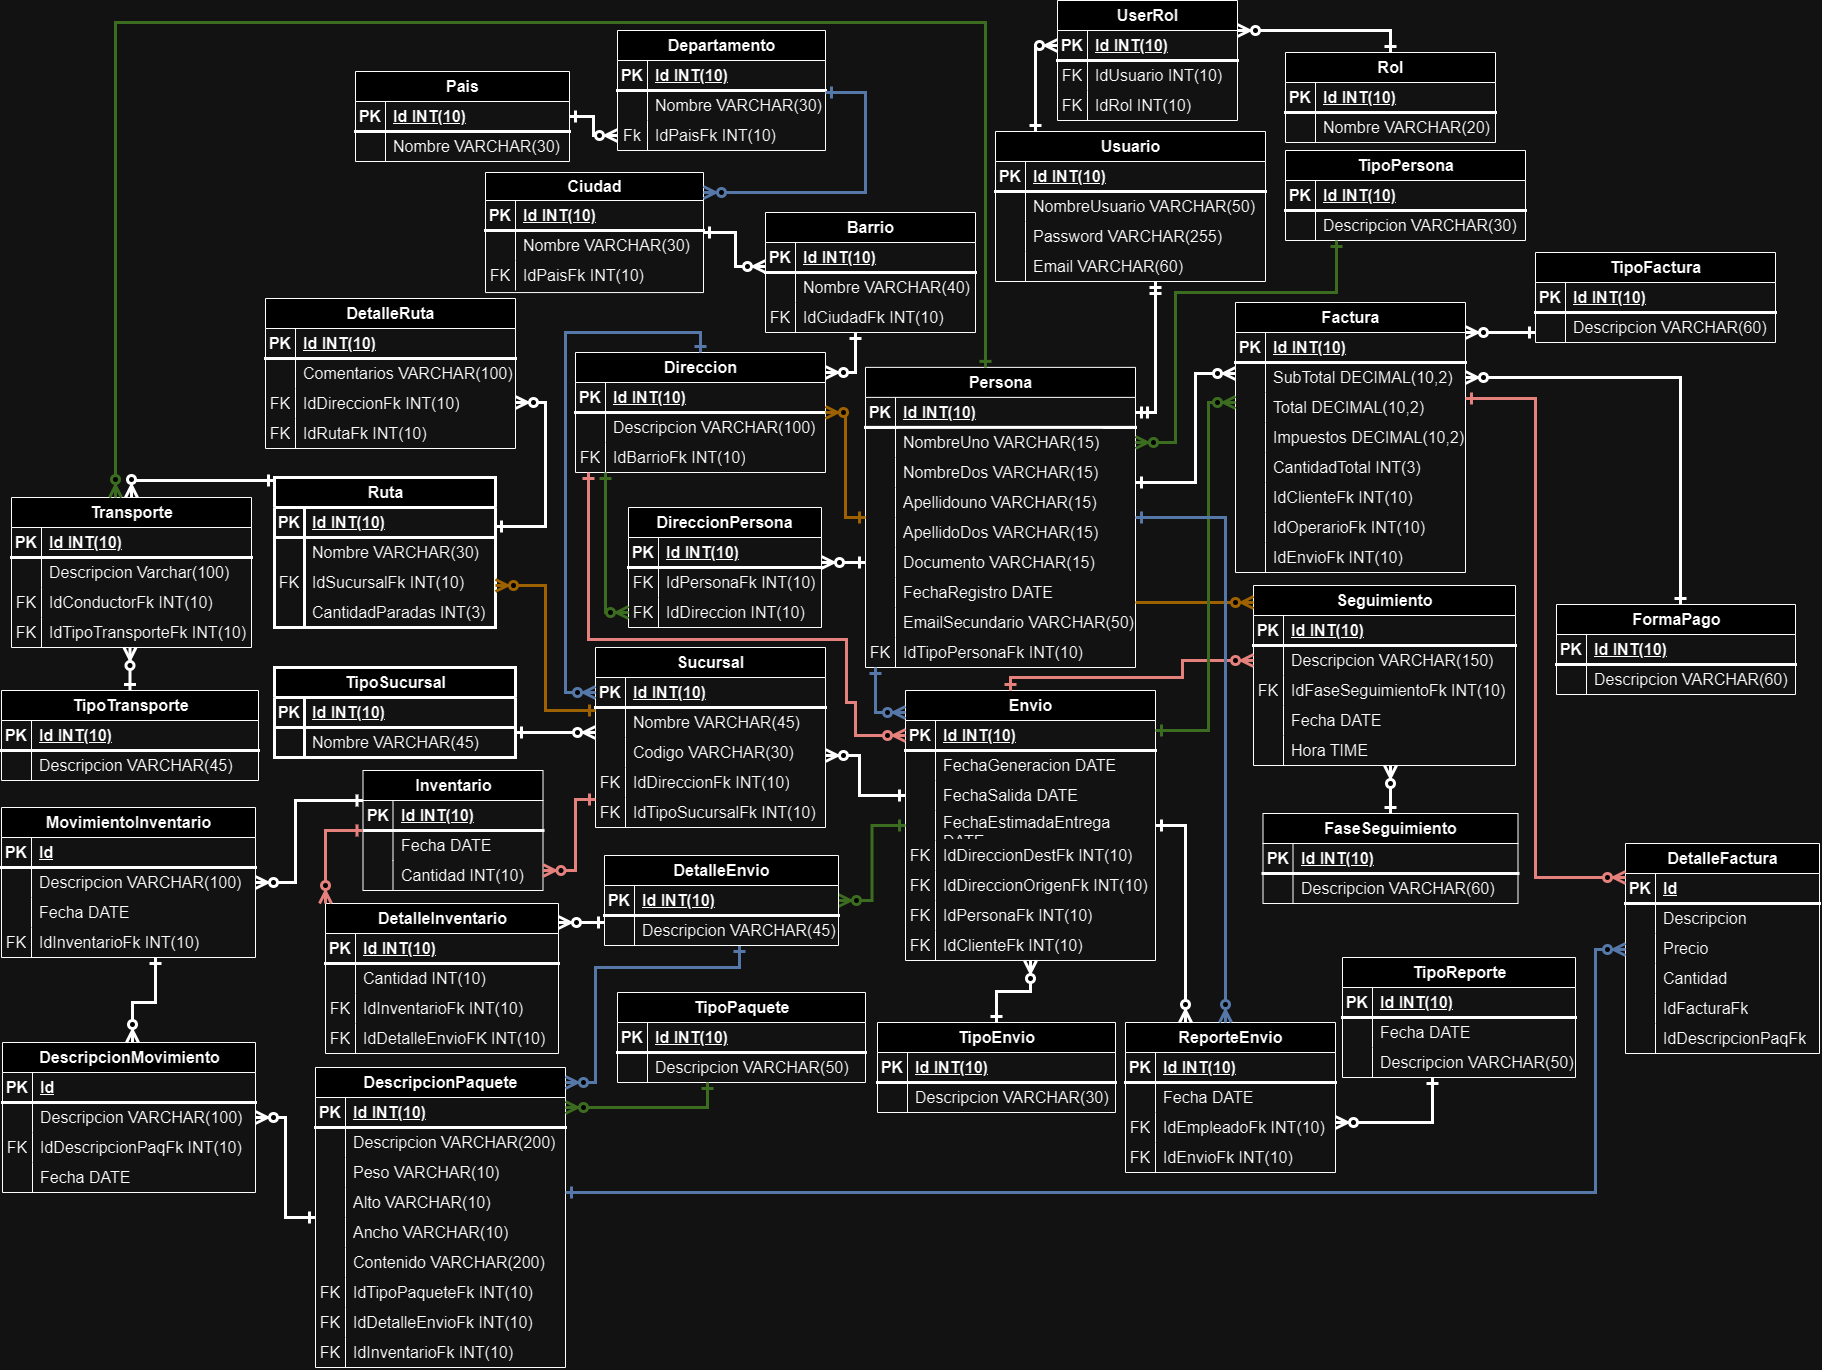 UserRol
PK Id INT(10)
FK IdUsuario INT(10)
FK IdRol INT(10)
Departamento
PK Id INT(10)
Nombre VARCHAR(30)
Fk IdPaisFk INT(10)
Rol
PK Id INT(10)
Nombre VARCHAR(20)
Pais
PK Id INT(10)
Nombre VARCHAR(30)
Usuario
PK Id INT(10)
NombreUsuario VARCHAR(50)
Password VARCHAR(255)
Email VARCHAR(60)
TipoPersona
PK Id INT(10)
Descripcion VARCHAR(30)
Ciudad
PK Id INT(10)
Nombre VARCHAR(30)
FK IdPaisFk INT(10)
Barrio
PK Id INT(10)
Nombre VARCHAR(40)
FK IdCiudadFk INT(10)
TipoFactura
PK Id INT(10)
Descripcion VARCHAR(60)
DetalleRuta
PK Id INT(10)
Comentarios VARCHAR(100)
FK IdDireccionFk INT(10)
FK IdRutaFk INT(10)
Factura
PK Id INT(10)
SubTotal DECIMAL(10,2)
Total DECIMAL(10,2)
Impuestos DECIMAL(10,2)
CantidadTotal INT(3)
IdClienteFk INT(10)
IdOperarioFk INT(10)
IdEnvioFk INT(10)
Direccion
PK Id INT(10)
Descripcion VARCHAR(100)
FK IdBarrioFk INT(10)
Persona
PK Id INT(10)
NombreUno VARCHAR(15)
NombreDos VARCHAR(15)
Apellidouno VARCHAR(15)
ApellidoDos VARCHAR(15)
Documento VARCHAR(15)
FechaRegistro DATE
EmailSecundario VARCHAR(50)
FK IdTipoPersonaFk INT(10)
Ruta
PK Id INT(10)
Nombre VARCHAR(30)
FK IdSucursalFk INT(10)
CantidadParadas INT(3)
Transporte
PK Id INT(10)
Descripcion Varchar(100)
FK IdConductorFk INT(10)
FK IdTipoTransporteFk INT(10)
DireccionPersona
PK Id INT(10)
FK IdPersonaFk INT(10)
FK IdDireccion INT(10)
Seguimiento
PK Id INT(10)
Descripcion VARCHAR(150)
FK IdFaseSeguimientoFk INT(10)
Fecha DATE
Hora TIME
FormaPago
PK Id INT(10)
Descripcion VARCHAR(60)
Sucursal
PK Id INT(10)
Nombre VARCHAR(45)
Codigo VARCHAR(30)
FK IdDireccionFk INT(10)
FK IdTipoSucursalFk INT(10)
TipoSucursal
PK Id INT(10)
Nombre VARCHAR(45)
TipoTransporte
PK Id INT(10)
Descripcion VARCHAR(45)
Envio
PK Id INT(10)
FechaGeneracion DATE
FechaSalida DATE
FechaEstimadaEntrega
DATE
FK IdDireccionDestFk INT(10)
FK IdDireccionOrigenFk INT(10)
FK IdPersonaFk INT(10)
FK IdClienteFk INT(10)
Inventario
PK Id INT(10)
Fecha DATE
Cantidad INT(10)
MovimientoInventario
PK Id
Descripcion VARCHAR(100)
Fecha DATE
FK IdInventarioFk INT(10)
FaseSeguimiento
PK Id INT(10)
Descripcion VARCHAR(60)
DetalleFactura
PK Id
Descripcion
Precio
Cantidad
IdFacturaFk
IdDescripcionPaqFk
DetalleEnvio
PK Id INT(10)
Descripcion VARCHAR(45)
DetalleInventario
PK Id INT(10)
Cantidad INT(10)
FK IdInventarioFk INT(10)
FK IdDetalleEnvioFK INT(10)
TipoReporte
PK Id INT(10)
Fecha DATE
Descripcion VARCHAR(50)
TipoPaquete
PK Id INT(10)
Descripcion VARCHAR(50)
TipoEnvio
PK Id INT(10)
Descripcion VARCHAR(30)
ReporteEnvio
PK Id INT(10)
Fecha DATE
FK IdEmpleadoFk INT(10)
FK IdEnvioFk INT(10)
DescripcionMovimiento
PK Id
Descripcion VARCHAR(100)
FK IdDescripcionPaqFk INT(10)
Fecha DATE
DescripcionPaquete
PK Id INT(10)
Descripcion VARCHAR(200)
Peso VARCHAR(10)
Alto VARCHAR(10)
Ancho VARCHAR(10)
Contenido VARCHAR(200)
FK IdTipoPaqueteFk INT(10)
FK IdDetalleEnvioFk INT(10)
FK IdInventarioFk INT(10)